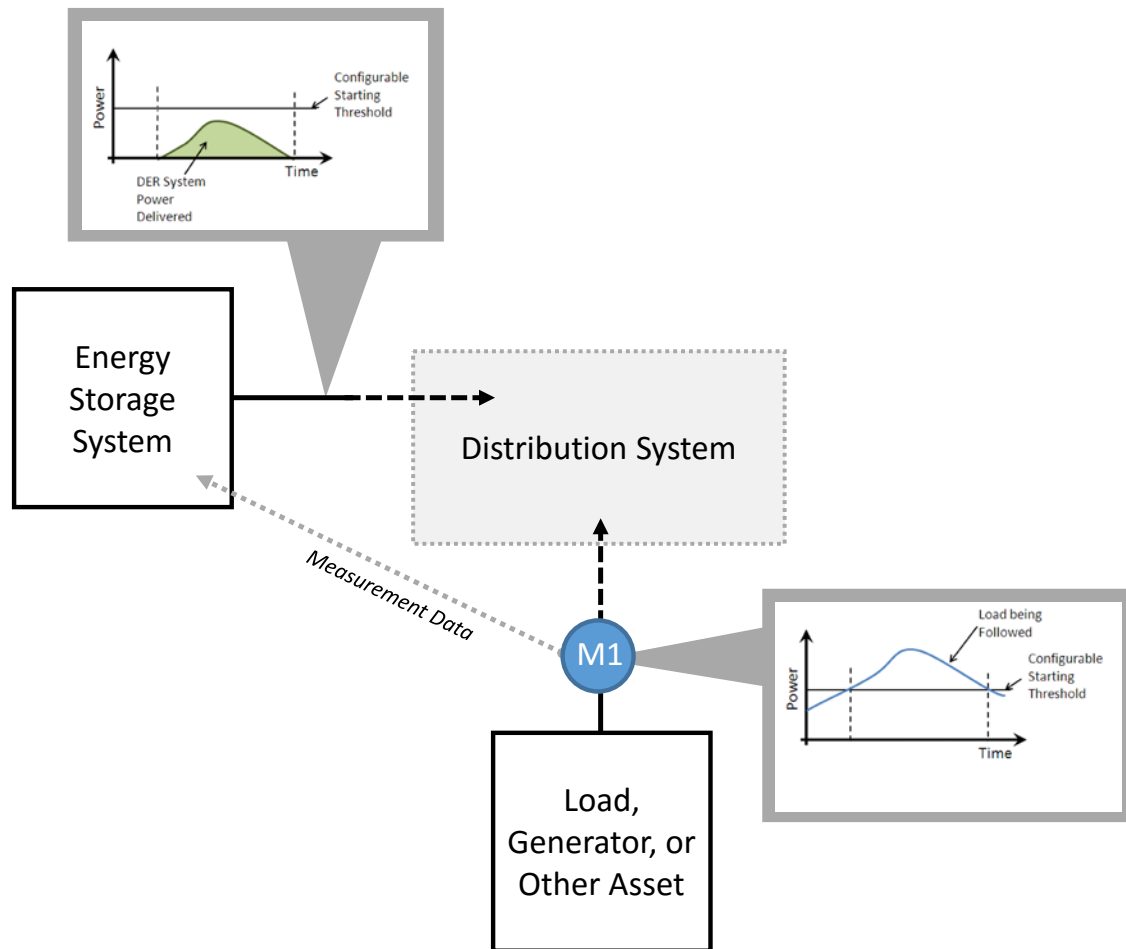 Power
Configurable
Starting
Threshold
Time
DER System
Power
Delivered
Energy
Storage
System
Distribution System
Measurement Data
M1
Load being
Followed
Configurable
Starting
Threshold
Power
Time
Load,
Generator, or
Other Asset